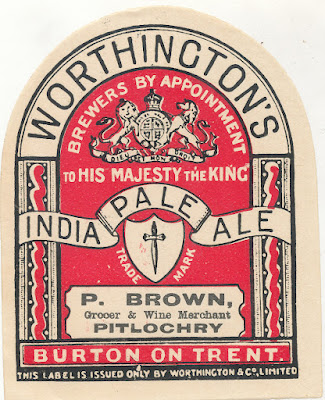 WORTHINGTON'S
BREWERS BY APPOINTMENT
DIEU ET MON DROIT
TO HIS MAJESTY THE KING
INDIA PALE ALE
TRADE MARK
P. BROWN,
Grocer & Wine Merchant
PITLOCHRY
BURTON ON TRENT.
THIS LABEL IS ISSUED ONLY BY WORTHINGTON & Co, LIMITED